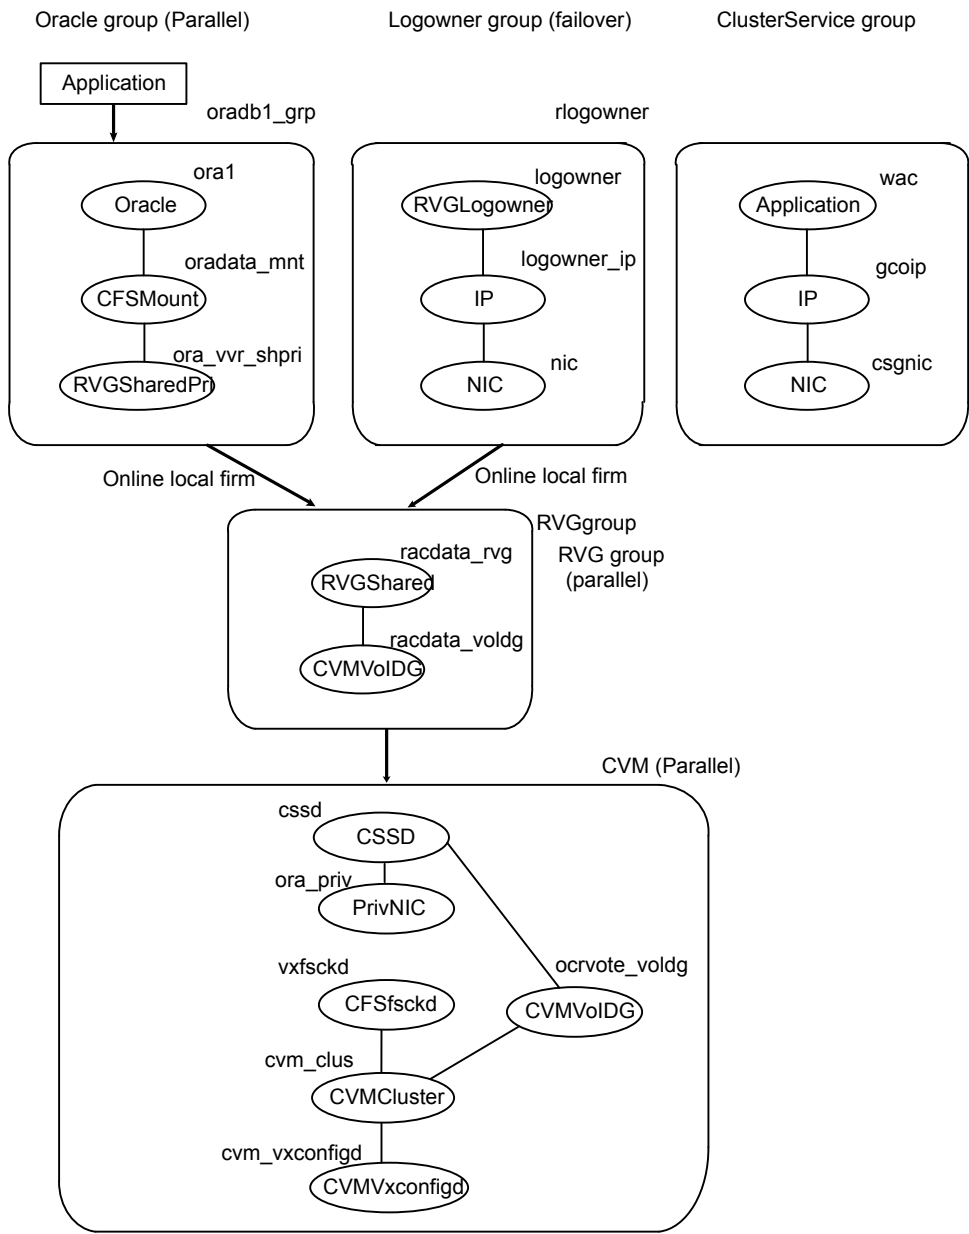 Oracle group (Parallel)
Logowner group (failover)
ClusterService group
Application
oradb1_grp
rlogowner
ora1
Oracle
oradata_mnt
CFSMount
ora_vvr_shpri
RVGSharedPri
logowner
RVGLogowner
logowner_ip
IP
nic
NIC
wac
Application
gcoip
IP
csgnic
NIC
Online local firm
Online local firm
RVGgroup
RVG group
(parallel)
racdata_rvg
RVGShared
racdata_voldg
CVMVolDG
CVM (Parallel)
cssd
CSSD
ora_priv
PrivNIC
vxfsckd
CFSfsckd
ocrvote_voldg
CVMVolDG
cvm_clus
CVMCluster
cvm_vxconfigd
CVMVxconfigd